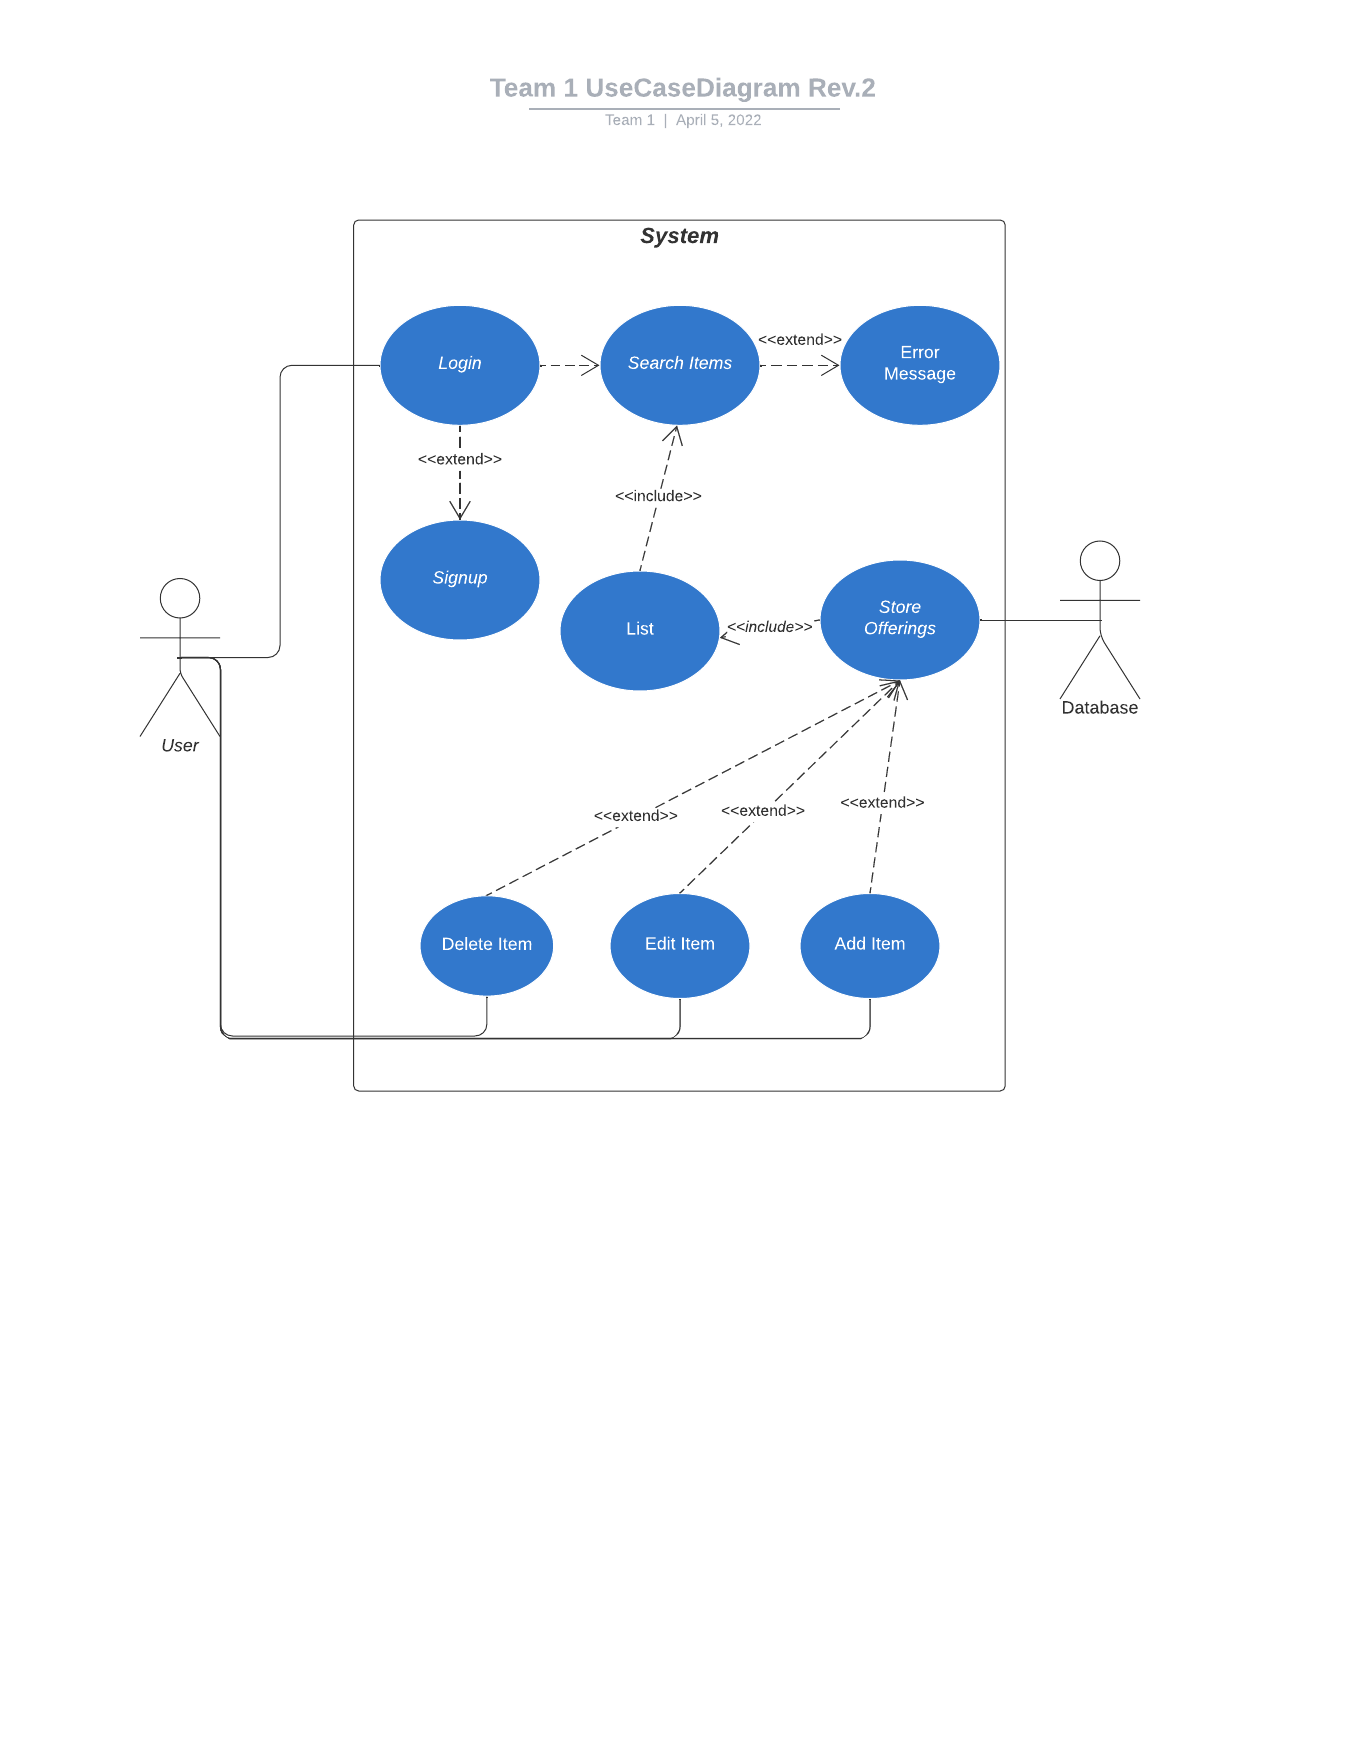 Team 1 UseCaseDiagram Rev.2
Team 1 | April 5, 2022
System
Login
Search Items
<<extend>>
Error
Message
<<extend>>
<<include>>
Signup
List
<<include>>
Store
Offerings
User
Database
<<extend>>
<<extend>>
<<extend>>
Delete Item
Edit Item
Add Item